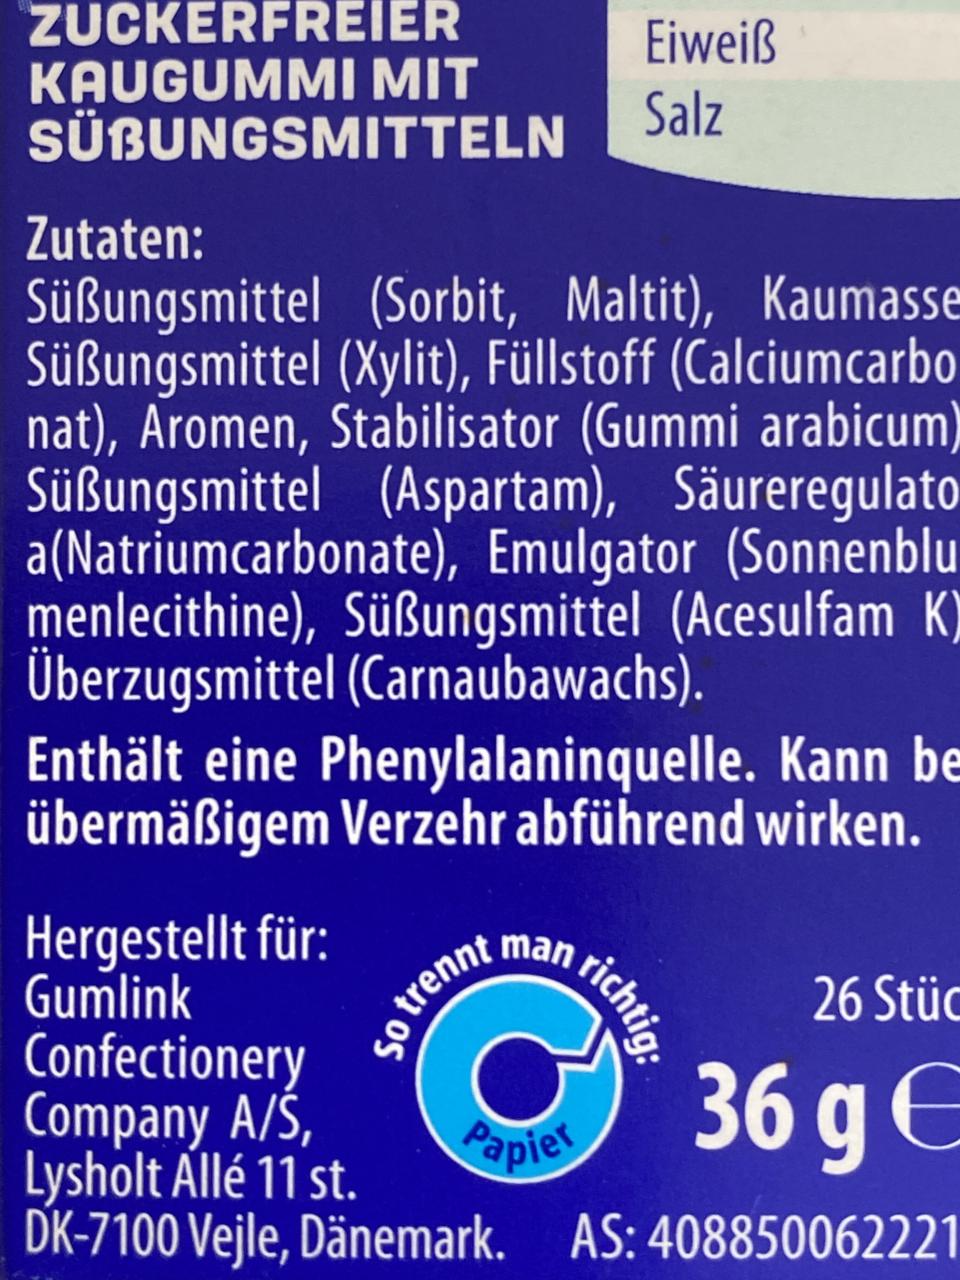 ZUCKERFREIER
KAUGUMMI MIT
SÜßUNGSMITTELN
Eiweiß
Salz
Zutaten:
Süßungsmittel (Sorbit, Maltit), Kaumasse
Süßungsmittel (Xylit), Füllstoff (Calciumcarbo
nat), Aromen, Stabilisator (Gummi arabicum)
Süßungsmittel (Aspartam), Säureregulato
a(Natriumcarbonate), Emulgator (Sonnenblu
menlecithine), Süßungsmittel (Acesulfam K)
Überzugsmittel (Carnaubawachs).
Enthält eine Phenylalaninquelle. Kann be
übermäßigem Verzehr abführend wirken.
Hergestellt für:
Gumlink
Confectionery
Company A/S,
Lysholt Allé 11 st.
DK-7100 Vejle, Dänemark.
So trennt man richtig:
Papier
26 Stüc
36 g e
AS: 408850062221